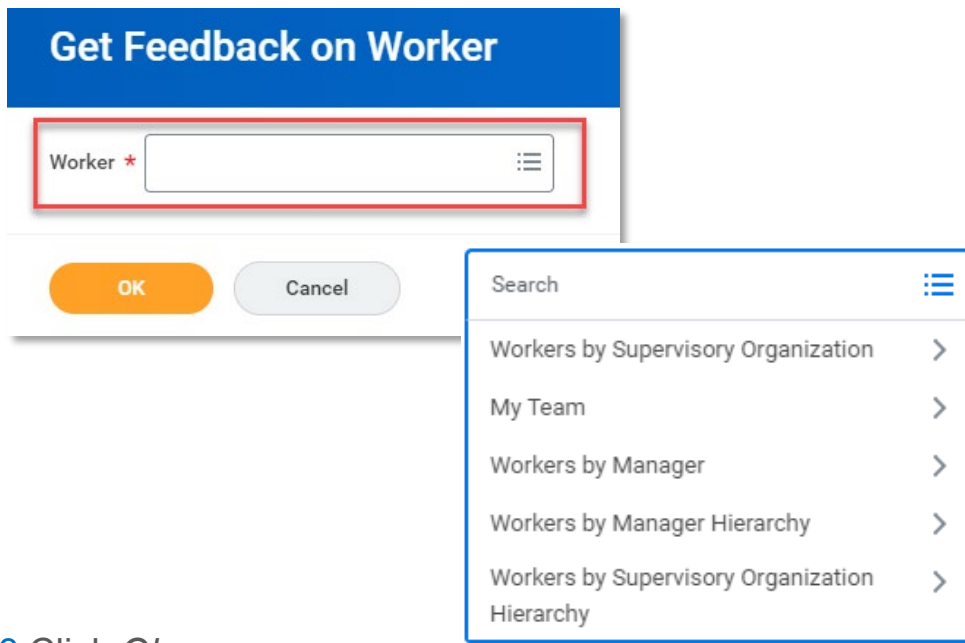 Get Feedback on Worker
Worker *
OK
Cancel
Search
Workers by Supervisory Organization
My Team
Workers by Manager
Workers by Manager Hierarchy
Workers by Supervisory Organization
Hierarchy
Click